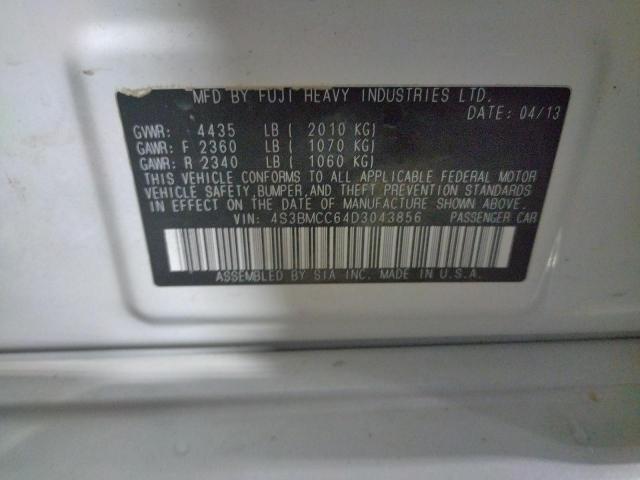 MFD BY FUJI HEAVY INDUSTRIES LTD.
DATE: 04/13
GVWR: 4435 LB ( 2010 KG)
GAWR: F 2360 LB ( 1070 KG)
GAWR: R 2340 LB ( 1060 KG)
THIS VEHICLE CONFORMS TO ALL APPLICABLE FEDERAL MOTOR
VEHICLE SAFETY, BUMPER, AND THEFT PREVENTION STANDARDS
IN EFFECT ON THE DATE OF MANUFACTURE SHOWN ABOVE.
VIN: 4S3BMCC64D3043856 PASSENGER CAR
ASSEMBLED BY SIA INC. MADE IN U.S.A.